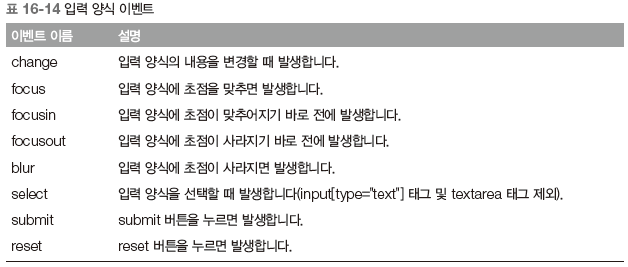 표 16-14 입력 양식 이벤트
이벤트 이름 설명
change 입력 양식의 내용을 변경할 때 발생합니다.
focus 입력 양식에 초점을 맞추면 발생합니다.
focusin 입력 양식에 초점이 맞추어지기 바로 전에 발생합니다.
focusout 입력 양식에 초점이 사라지기 바로 전에 발생합니다.
blur 입력 양식에 초점이 사라지면 발생합니다.
select 입력 양식을 선택할 때 발생합니다(input[type="text"] 태그 및 textarea 태그 제외).
submit submit 버튼을 누르면 발생합니다.
reset reset 버튼을 누르면 발생합니다.